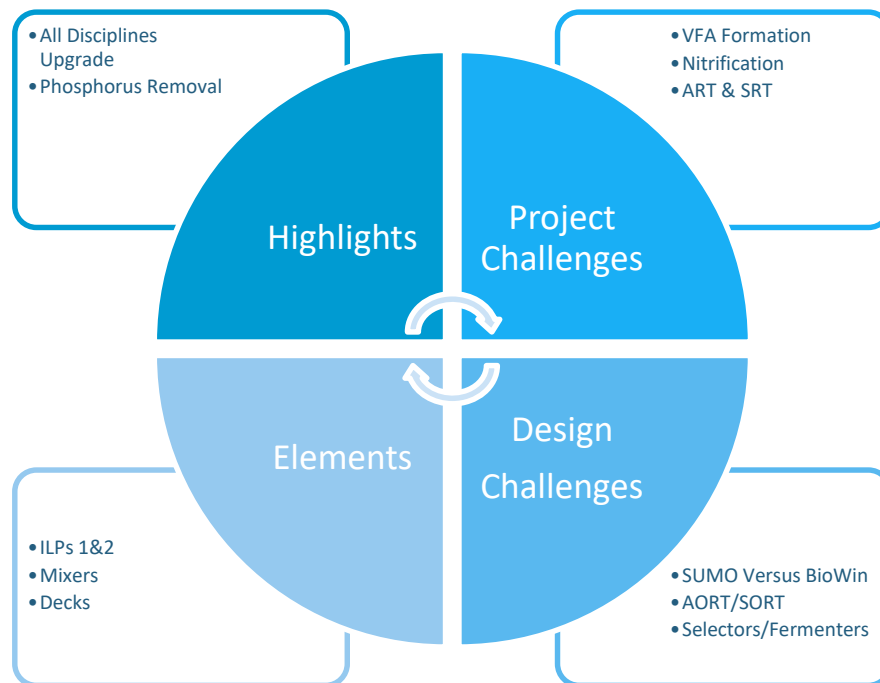 • All Disciplines
Upgrade
• Phosphorus Removal
• VFA Formation
• Nitrification
• ART & SRT
Highlights
Project
Challenges
Elements
Design
Challenges
• ILPs 1&2
• Mixers
• Decks
• SUMO Versus BioWin
• AORT/SORT
• Selectors/Fermenters